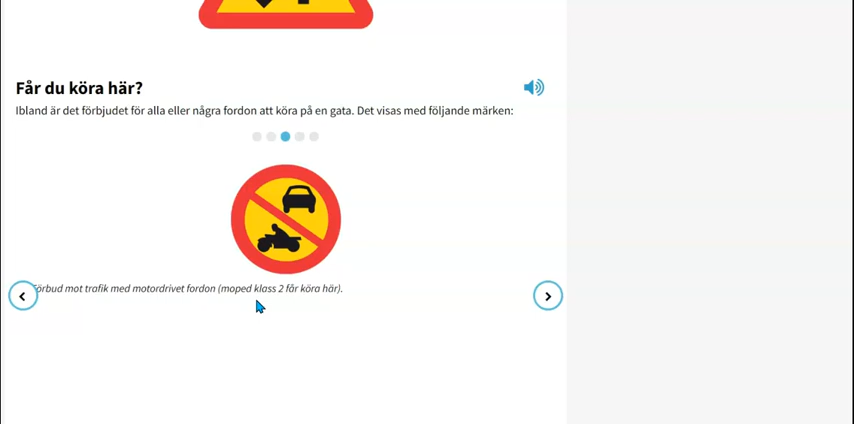 Får du köra här?
Ibland är det förbjudet för alla eller några fordon att köra på en gata. Det visas med följande märken:
förbud mot trafik med motordrivet fordon (moped klass 2 får köra här).